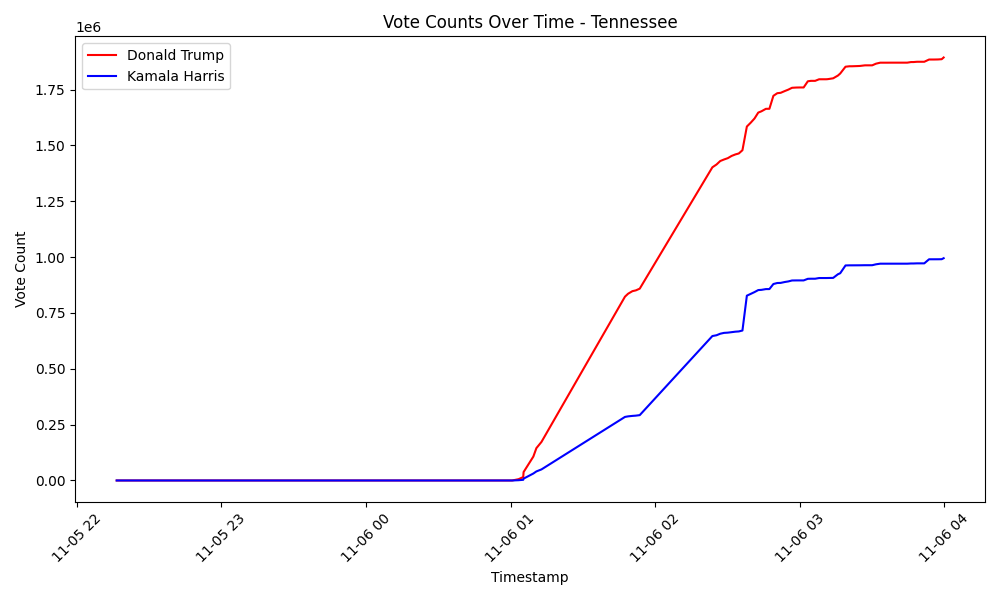 Vote Counts Over Time - Tennessee
1e6
Donald Trump
Kamala Harris
1.75
1.50
1.25
1.00
0.75
0.50
0.25
0.00
Vote Count
11-05 22
11-05 23
11-06 00
11-06 01
11-06 02
11-06 03
11-06 04
Timestamp